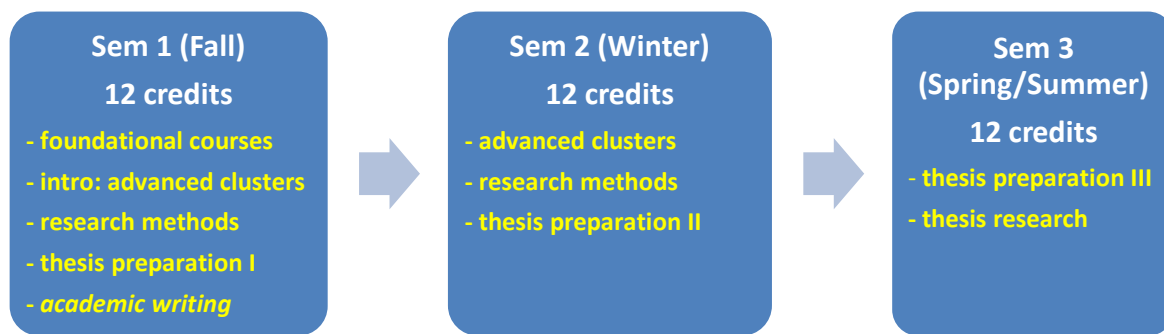 Sem 1 (Fall)
12 credits
- foundational courses
- intro: advanced clusters
- research methods
- thesis preparation I
- academic writing
Sem 2 (Winter)
12 credits
- advanced clusters
- research methods
- thesis preparation II
Sem 3
(Spring/Summer)
12 credits
- thesis preparation III
- thesis research